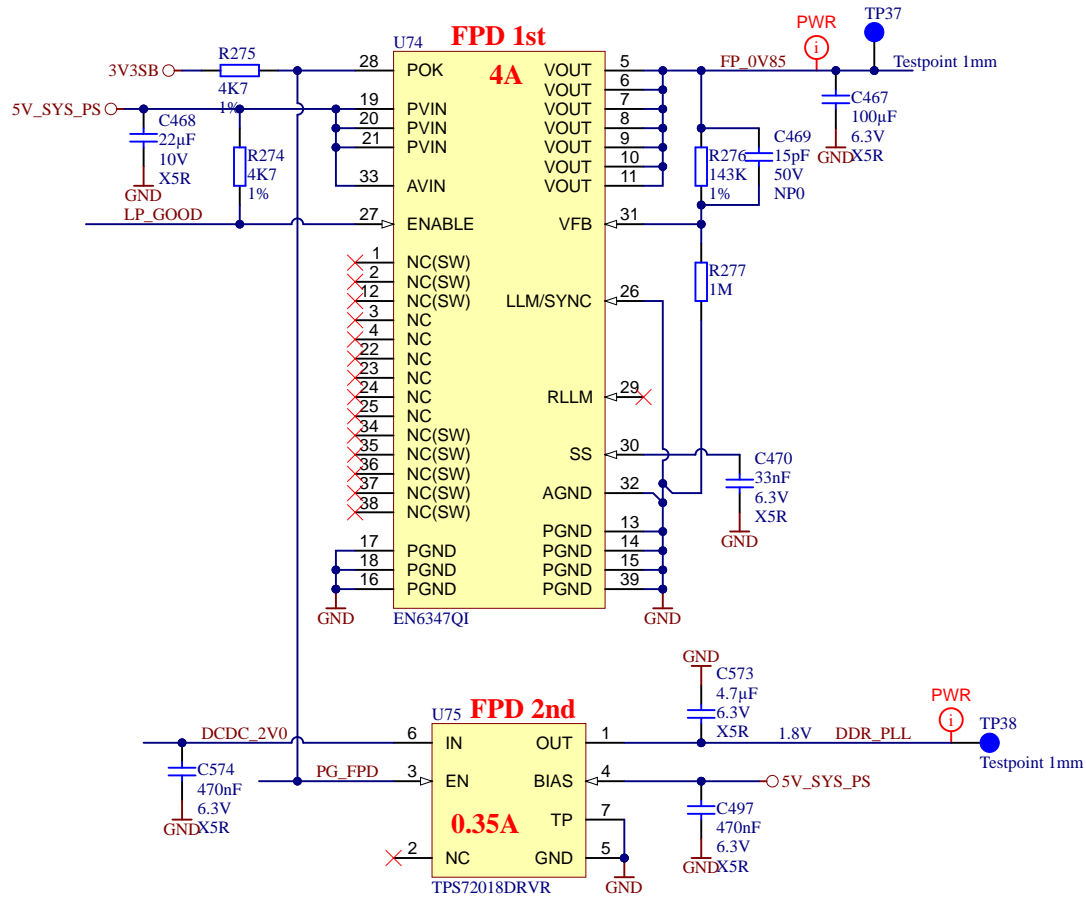 FPD 1st
U74
4A
PWR
TP37
Testpoint 1mm
FP_0V85
R275
3V3SB
4K7
1%
5V_SYS_PS
C468
22µF
10V
X5R
GND
R274
4K7
1%
LP_GOOD
28 POK
19 PVIN
20 PVIN
21 PVIN
33 AVIN
27 ENABLE
1 NC(SW)
2 NC(SW)
12 NC(SW)
3 NC
4 NC
22 NC
23 NC
24 NC
25 NC
34 NC(SW)
35 NC(SW)
36 NC(SW)
37 NC(SW)
38 NC(SW)
17 PGND
18 PGND
16 PGND
GND
VOUT 5
VOUT 6
VOUT 7
VOUT 8
VOUT 9
VOUT 10
VOUT 11
VFB 31
LLM/SYNC 26
RLLM 29
SS 30
AGND 32
PGND 13
PGND 14
PGND 15
PGND 39
GND
EN6347QI
C467
100µF
6.3V
X5R
GND
R276
143K
1%
C469
15pF
50V
NP0
R277
1M
C470
33nF
6.3V
X5R
GND
FPD 2nd
U75
0.35A
DCDC_2V0
C574
470nF
6.3V
X5R
GND
PG_FPD
6 IN
3 EN
2 NC
OUT 1
BIAS 4
TP 7
GND 5
GND
TPS72018DRVR
GND
C573
4.7µF
6.3V
X5R
1.8V
DDR_PLL
PWR
TP38
Testpoint 1mm
5V_SYS_PS
C497
470nF
6.3V
X5R
GND